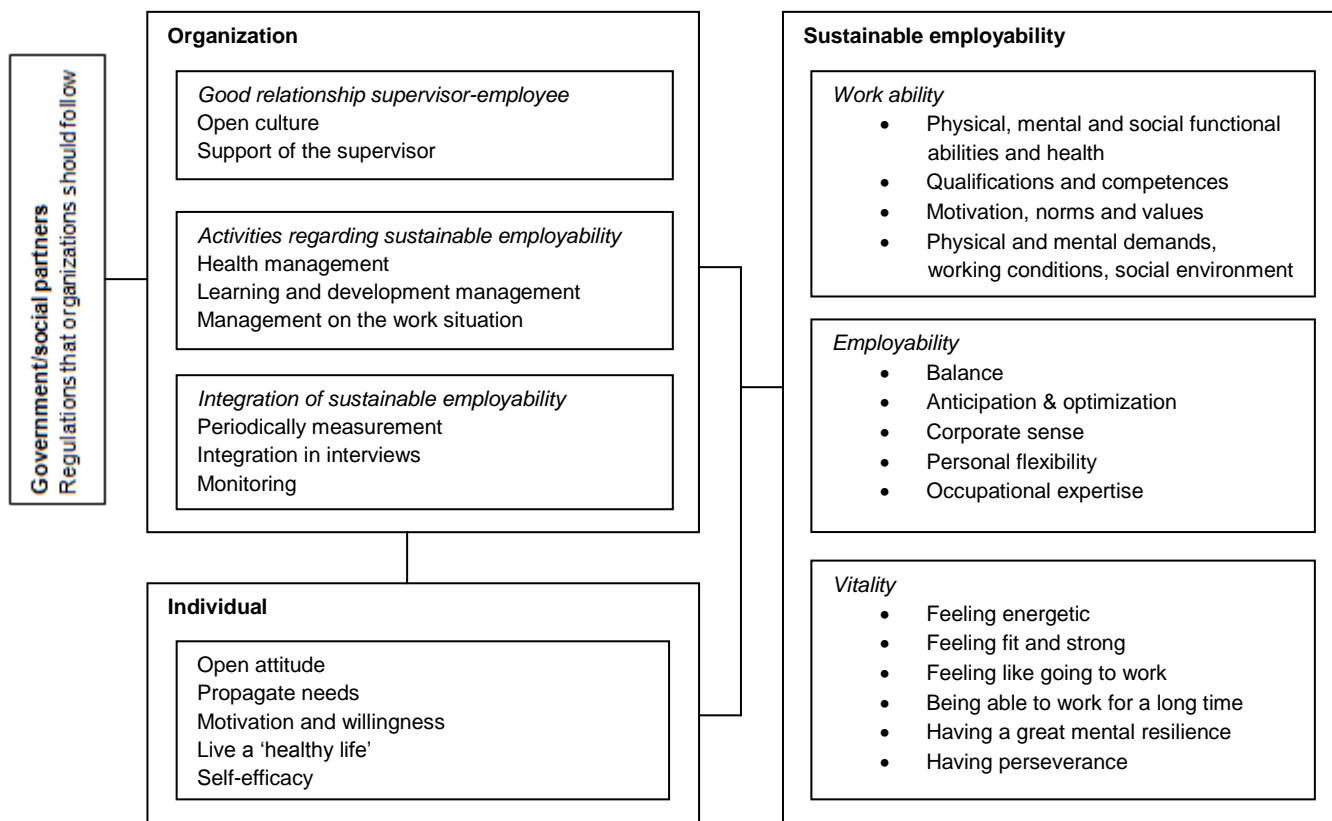 Government/social partners
Regulations that organizations should follow
Organization
Good relationship supervisor-employee
Open culture
Support of the supervisor
Activities regarding sustainable employability
Health management
Learning and development management
Management on the work situation
Integration of sustainable employability
Periodically measurement
Integration in interviews
Monitoring
Individual
Open attitude
Propagate needs
Motivation and willingness
Live a ‘healthy life’
Self-efficacy
Sustainable employability
Work ability
• Physical, mental and social functional
abilities and health
• Qualifications and competences
• Motivation, norms and values
• Physical and mental demands,
working conditions, social environment
Employability
• Balance
• Anticipation & optimization
• Corporate sense
• Personal flexibility
• Occupational expertise
Vitality
• Feeling energetic
• Feeling fit and strong
• Feeling like going to work
• Being able to work for a long time
• Having a great mental resilience
• Having perseverance